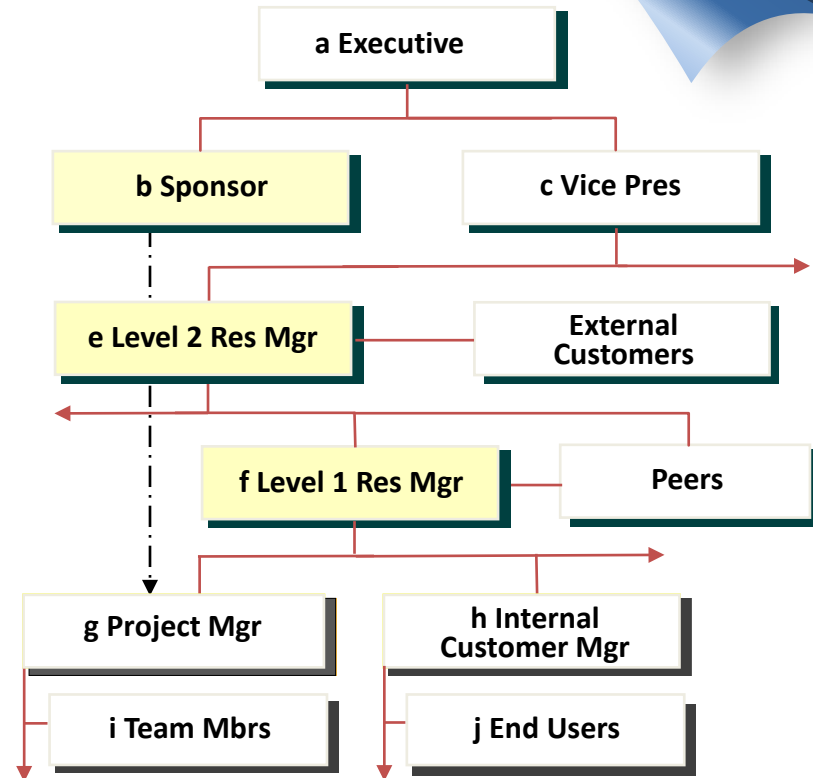 a Executive
b Sponsor
c Vice Pres
e Level 2 Res Mgr
External
Customers
f Level 1 Res Mgr
Peers
g Project Mgr
h Internal
Customer Mgr
i Team Mbrs
j End Users